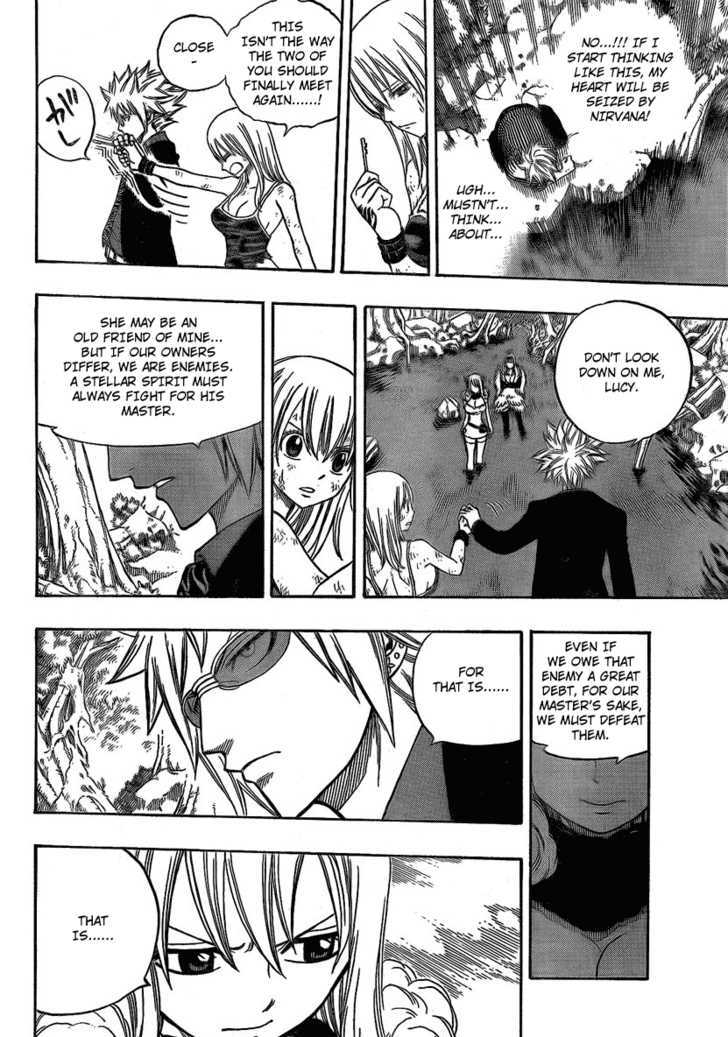 NO...!!! IF I
START THINKING
LIKE THIS, MY
HEART WILL BE
SEIZED BY
NIRVANA!
UGH...
MUSTN'T...
THINK...
ABOUT...
THIS
ISN'T THE WAY
THE TWO OF
YOU SHOULD
FINALLY MEET
AGAIN......!
CLOSE
-
ガシ
DON'T LOOK
DOWN ON ME,
LUCY.
SHE MAY BE AN
OLD FRIEND OF MINE...
BUT IF OUR OWNERS
DIFFER, WE ARE ENEMIES.
A STELLAR SPIRIT MUST
ALWAYS FIGHT FOR HIS
MASTER.
EVEN IF
WE OWE THAT
ENEMY A GREAT
DEBT, FOR OUR
MASTER'S SAKE,
WE MUST DEFEAT
THEM.
FOR
THAT IS......
THAT
IS......